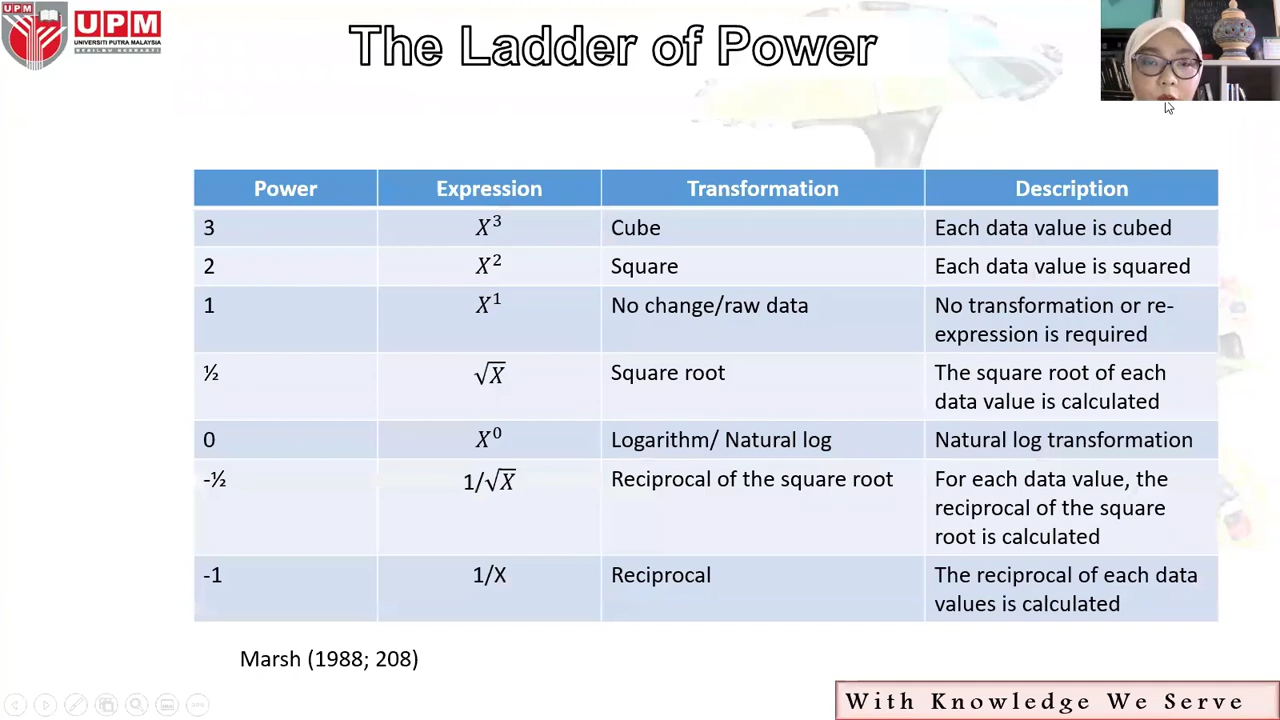 UPM
UPM
UNIVERSITI PUTRA MALAYSIA
BERILMU BERBAKTI
The Ladder of Power
Power Expression Transformation Description
3 X³ Cube Each data value is cubed
2 X² Square Each data value is squared
1 X¹ No change/raw data No transformation or re-
expression is required
½ √X Square root The square root of each
data value is calculated
0 X⁰ Logarithm/ Natural log Natural log transformation
-½ 1/√X Reciprocal of the square root For each data value, the
reciprocal of the square
root is calculated
-1 1/X Reciprocal The reciprocal of each data
values is calculated
Marsh (1988; 208)
With Knowledge We Serve